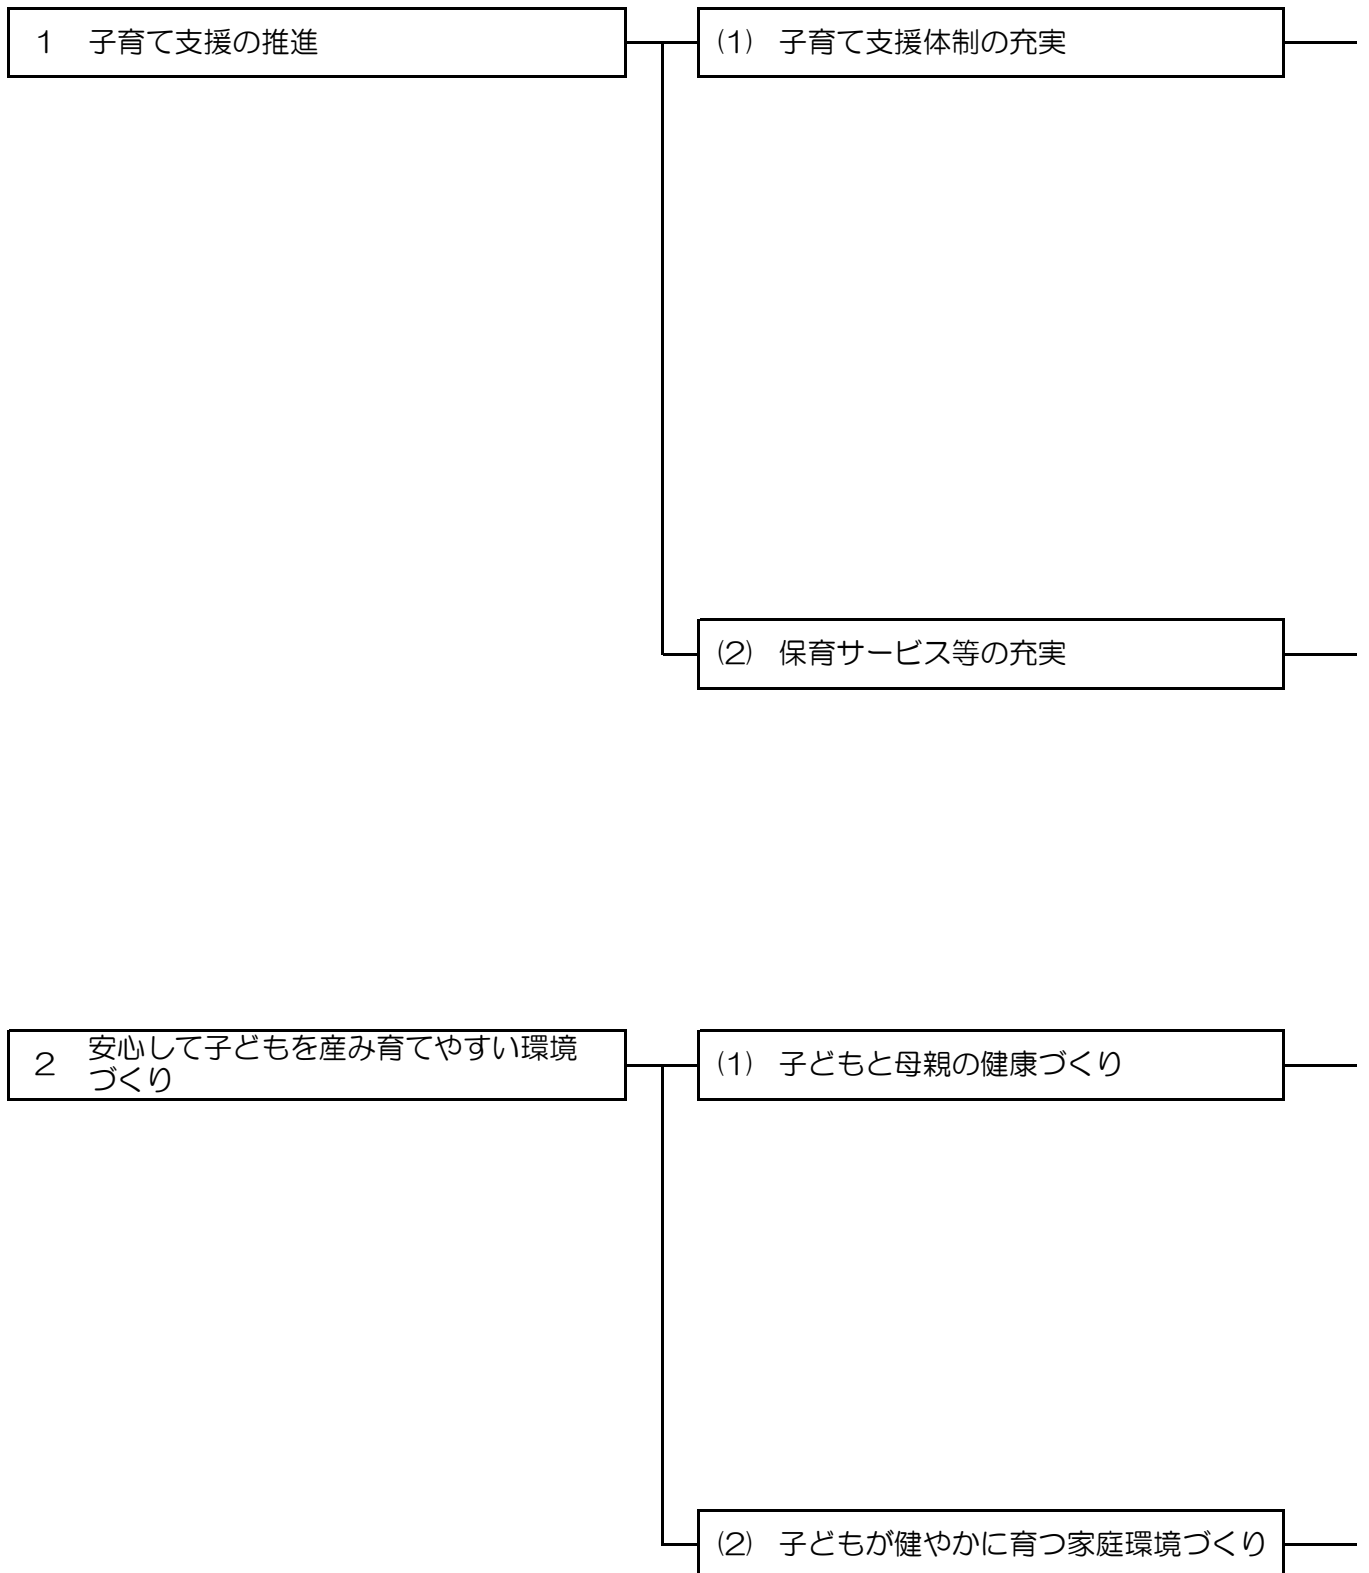 1 子育て支援の推進
(1) 子育て支援体制の充実
(2) 保育サービス等の充実
2 安心して子どもを産み育てやすい環境
づくり
(1) 子どもと母親の健康づくり
(2) 子どもが健やかに育つ家庭環境づくり